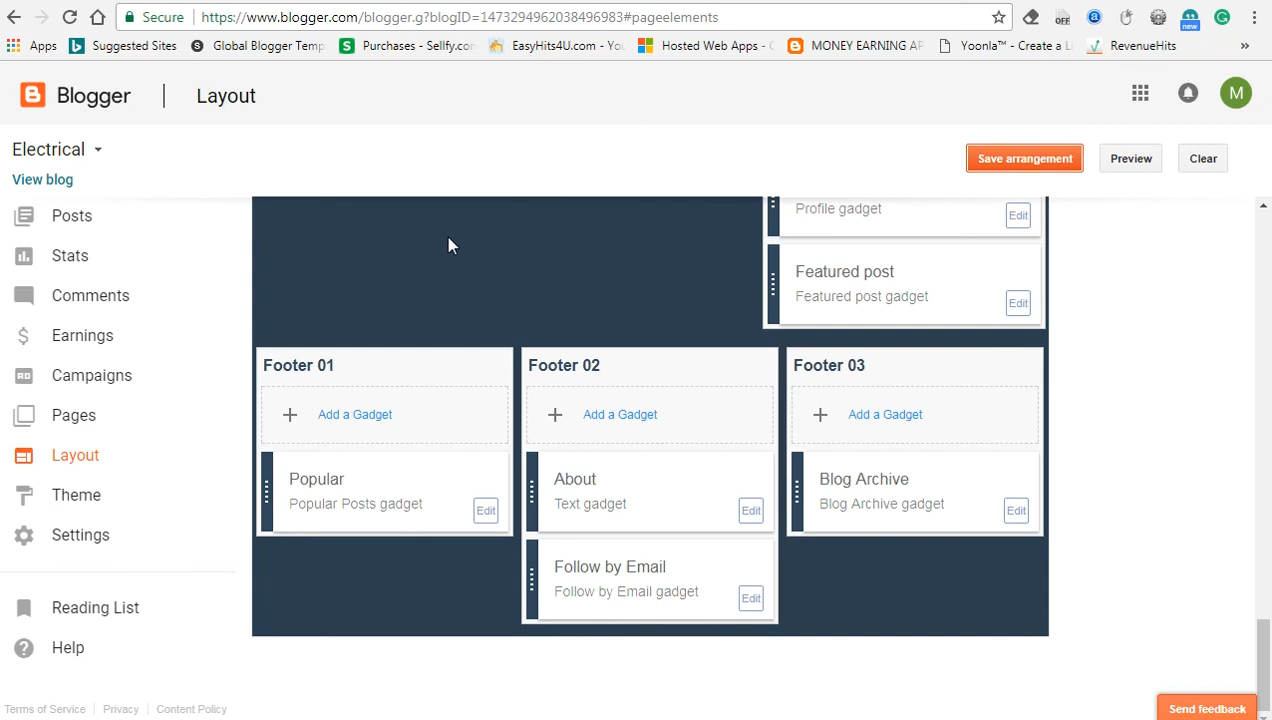 Secure https://www.blogger.com/blogger.g?blogID=1473294962038496983#pageelements
OFF
new
Apps Suggested Sites Global Blogger Temp Purchases - Sellfy.co EasyHits4U.com - You Hosted Web Apps - MONEY EARNING AP Yoonla™ - Create a L RevenueHits »
Blogger Layout M
Electrical
View blog
Save arrangement Preview Clear
Posts
Stats
Comments
Earnings
Campaigns
Pages
Layout
Theme
Settings
Reading List
Help
Terms of Service Privacy Content Policy
Profile gadget
Edit
Featured post
Featured post gadget
Edit
Footer 01
Add a Gadget
Popular
Popular Posts gadget
Edit
Footer 02
Add a Gadget
About
Text gadget
Edit
Follow by Email
Follow by Email gadget
Edit
Footer 03
Add a Gadget
Blog Archive
Blog Archive gadget
Edit
Send feedback